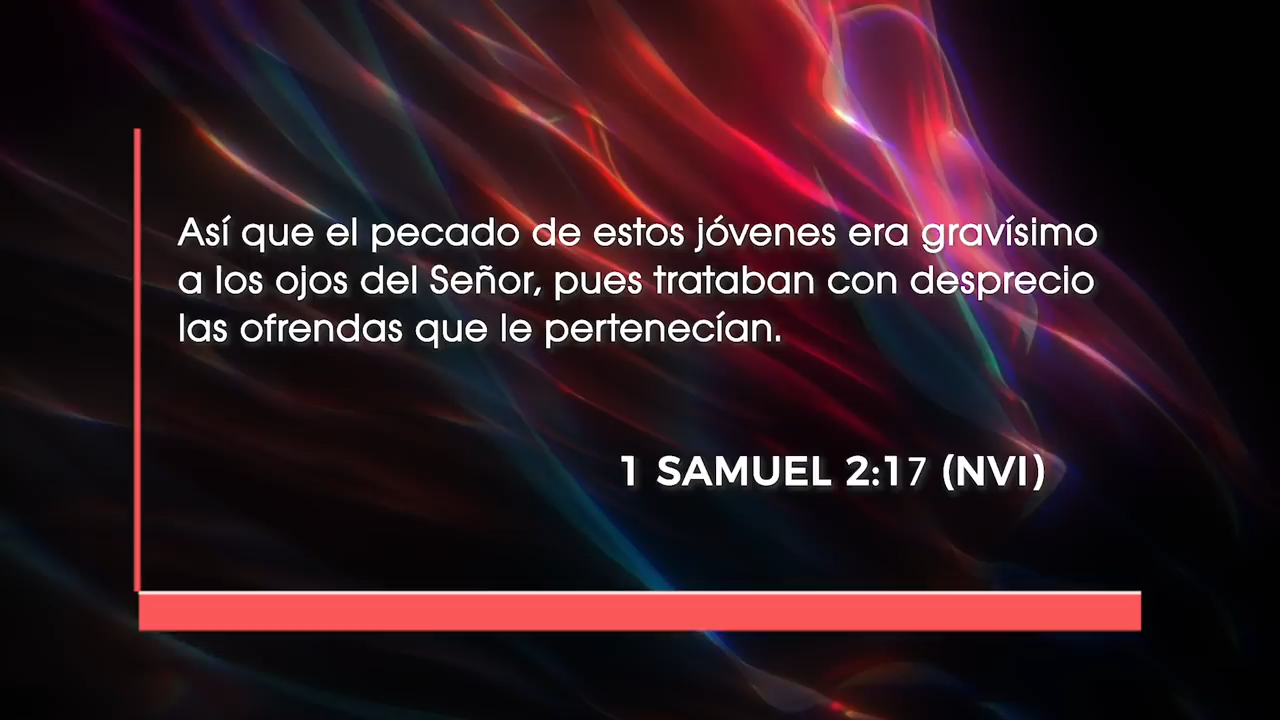 Así que el pecado de estos jóvenes era gravísimo
a los ojos del Señor, pues trataban con desprecio
las ofrendas que le pertenecían.
1 SAMUEL 2:17 (NVI)